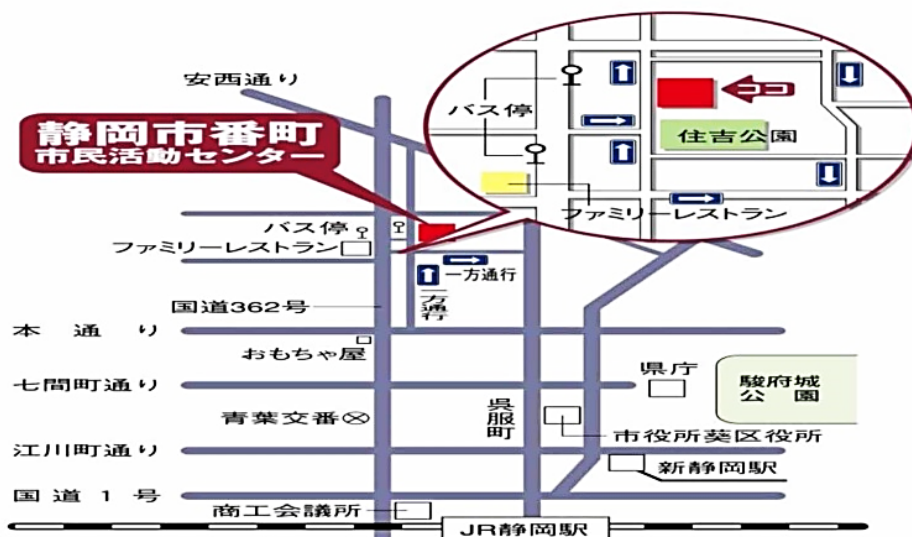 安西通り
静岡市番町
市民活動センター
バス停
ココ
住吉公園
ファミリーレストラン
バス停
ファミリーレストラン
一方通行
一方通行
国道362号
本通り
おもちゃ屋
七間町通り
県庁
駿府城
公園
青葉交番
呉服町
市役所葵区役所
江川町通り
新静岡駅
国道1号
商工会議所
JR静岡駅